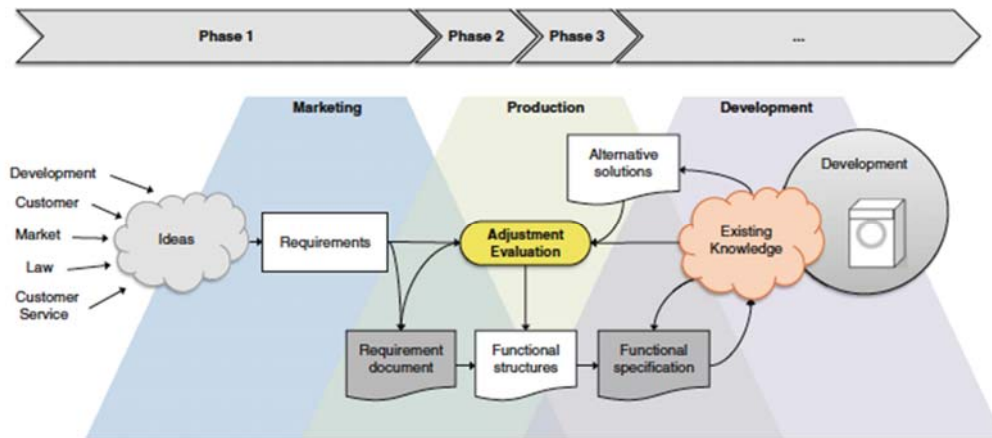 Phase 1
Phase 2
Phase 3
...
Marketing
Production
Development
Development
Customer
Market
Law
Customer
Service
Ideas
Requirements
Adjustment
Evaluation
Alternative
solutions
Existing
Knowledge
Development
Requirement
document
Functional
structures
Functional
specification